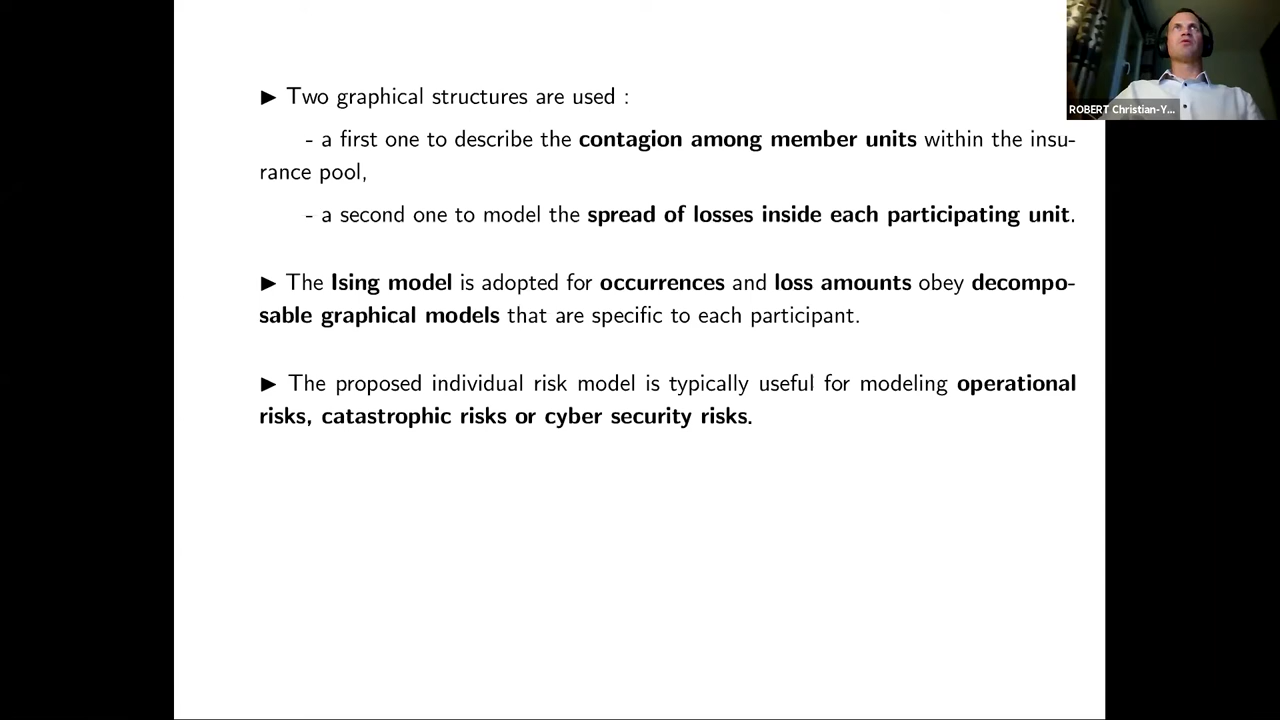 ► Two graphical structures are used :
- a first one to describe the contagion among member units within the insu-
rance pool,
- a second one to model the spread of losses inside each participating unit.
► The Ising model is adopted for occurrences and loss amounts obey decompo-
sable graphical models that are specific to each participant.
► The proposed individual risk model is typically useful for modeling operational
risks, catastrophic risks or cyber security risks.
ROBERT Christian-Y...